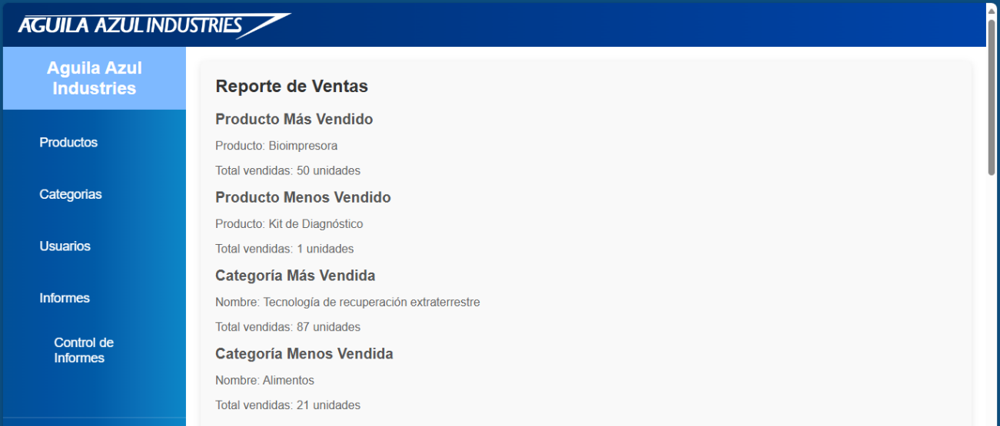 AGUILA AZUL INDUSTRIES
Aguila Azul
Industries
Productos
Categorias
Usuarios
Informes
Control de
Informes
Reporte de Ventas
Producto Más Vendido
Producto: Bioimpresora
Total vendidas: 50 unidades
Producto Menos Vendido
Producto: Kit de Diagnóstico
Total vendidas: 1 unidades
Categoría Más Vendida
Nombre: Tecnología de recuperación extraterrestre
Total vendidas: 87 unidades
Categoría Menos Vendida
Nombre: Alimentos
Total vendidas: 21 unidades